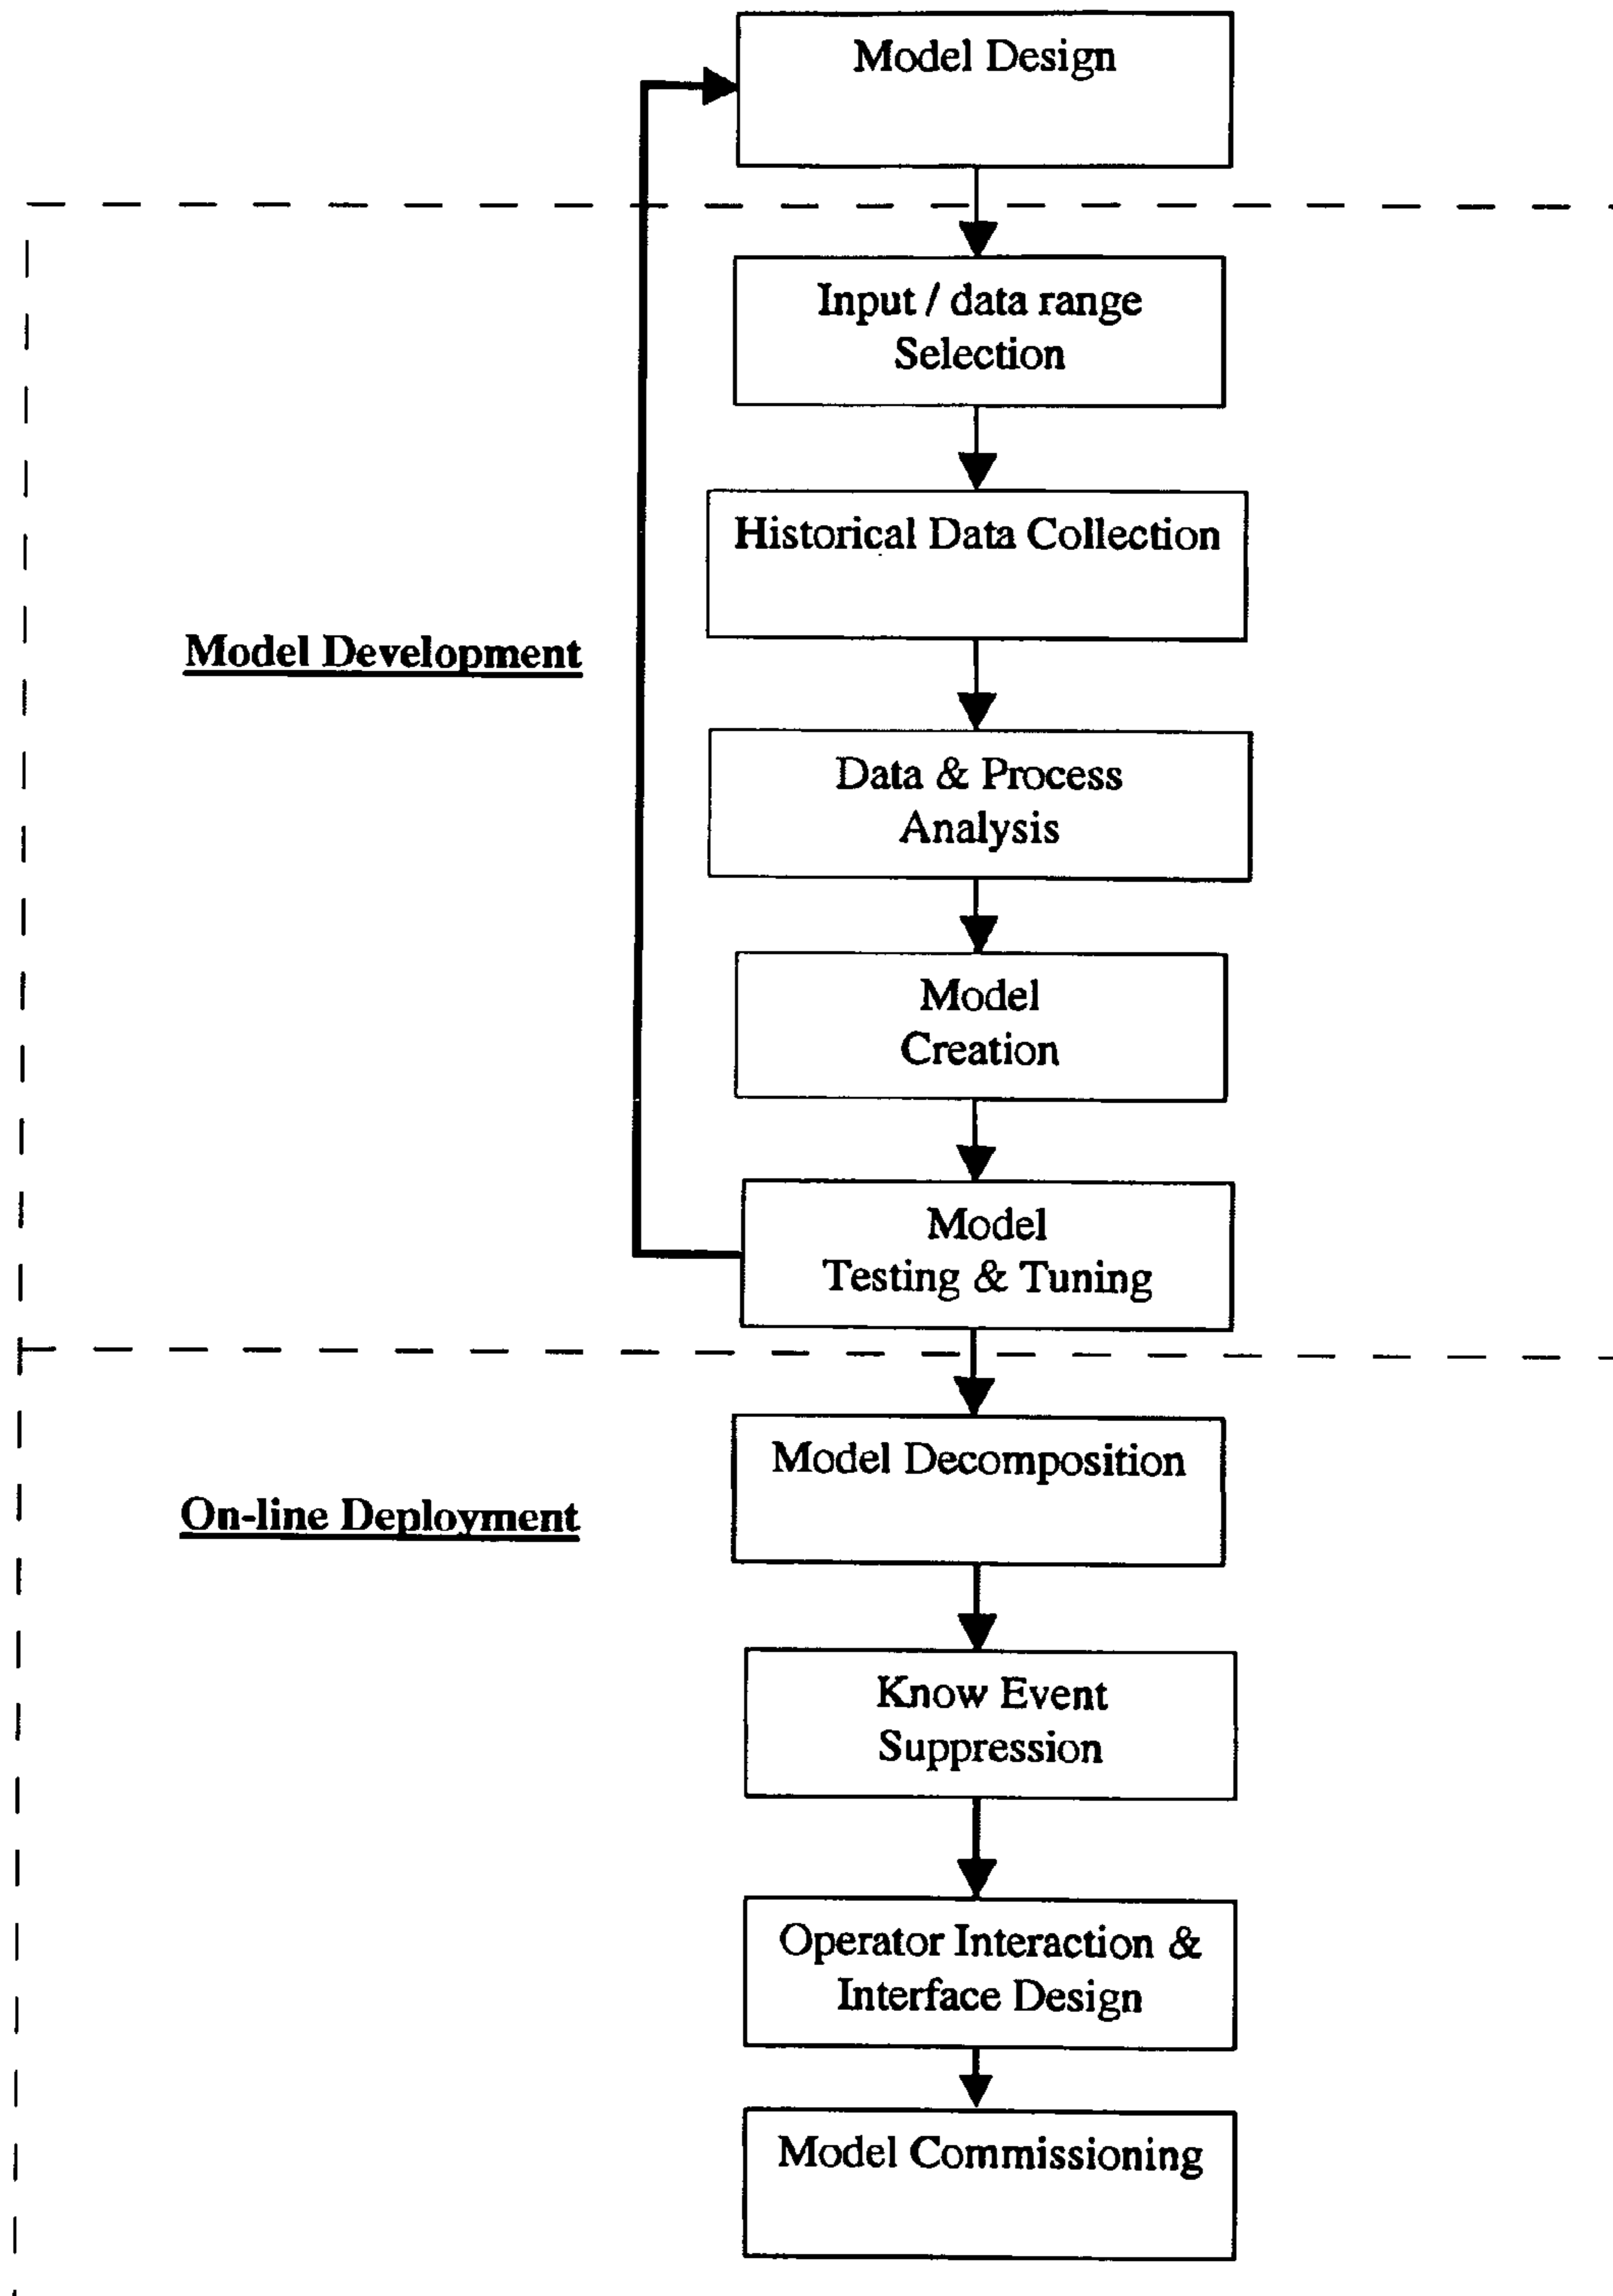 Model Design
Input / data range
Selection
Historical Data Collection
Model Development
Data & Process
Analysis
Model
Creation
Model
Testing & Tuning
Model Decomposition
On-line Deployment
Know Event
Suppression
Operator Interaction &
Interface Design
Model Commissioning